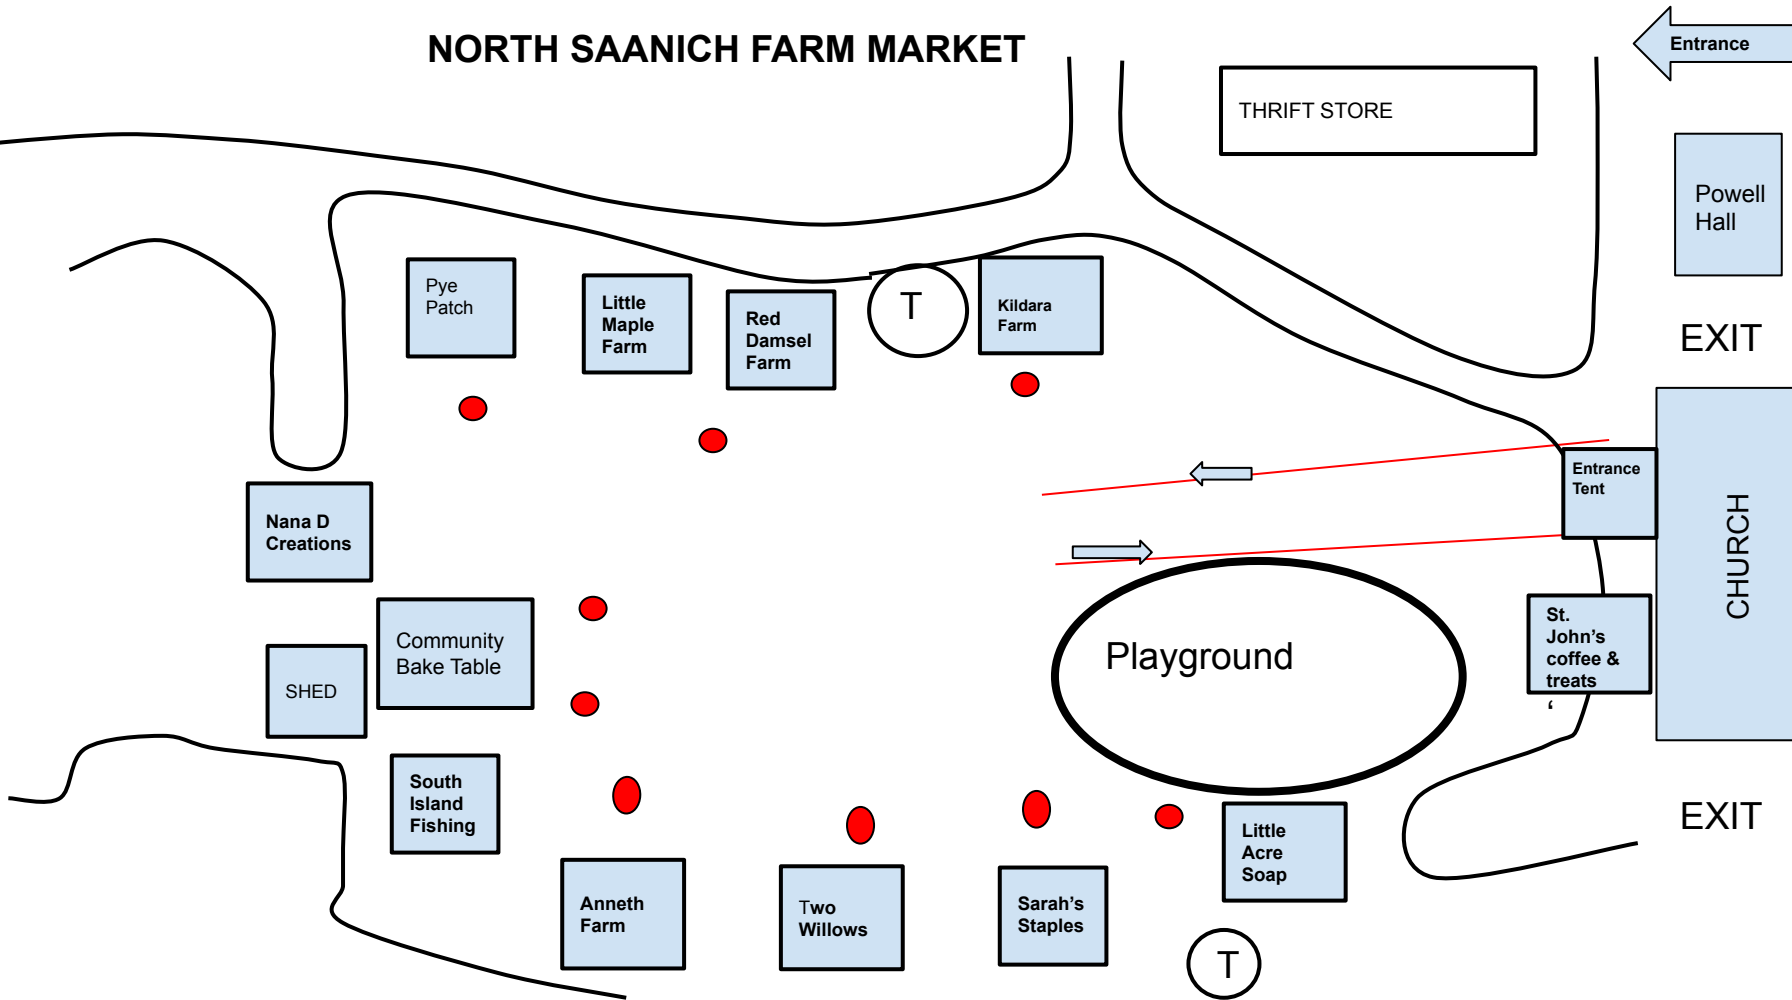 NORTH SAANICH FARM MARKET
Entrance
THRIFT STORE
Powell
Hall
EXIT
Pye
Patch
Little
Maple
Farm
Red
Damsel
Farm
T
Kildara
Farm
Entrance
Tent
CHURCH
Nana D
Creations
Community
Bake Table
SHED
Playground
St.
John’s
coffee &
treats
‘
South
Island
Fishing
Anneth
Farm
Two
Willows
Sarah’s
Staples
Little
Acre
Soap
EXIT
T